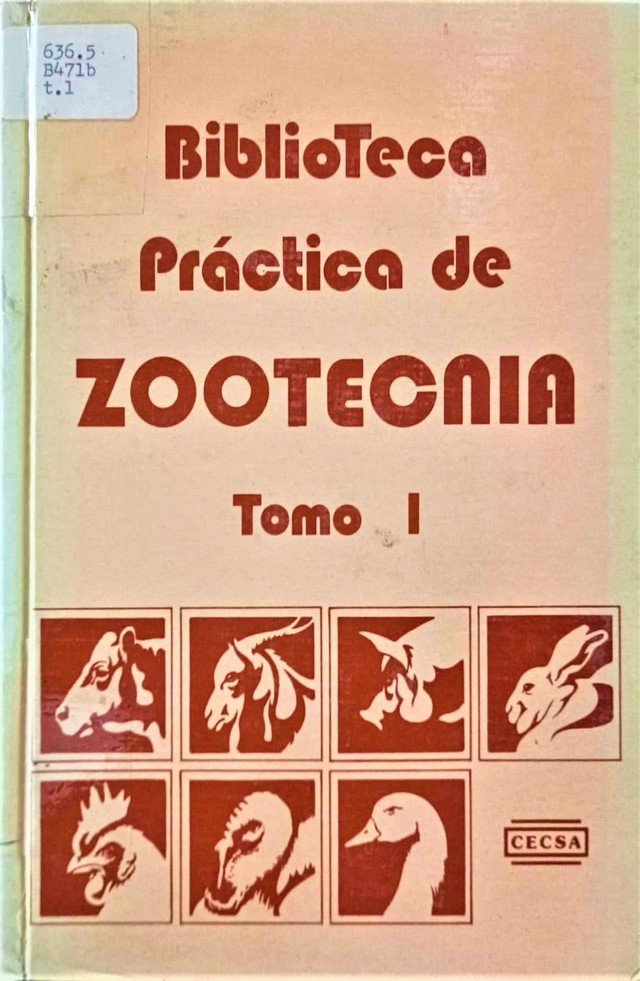 636.5
B471b
t.1
BiblioTeca
Práctica de
ZOOTECNIA
Tomo I
CECSA